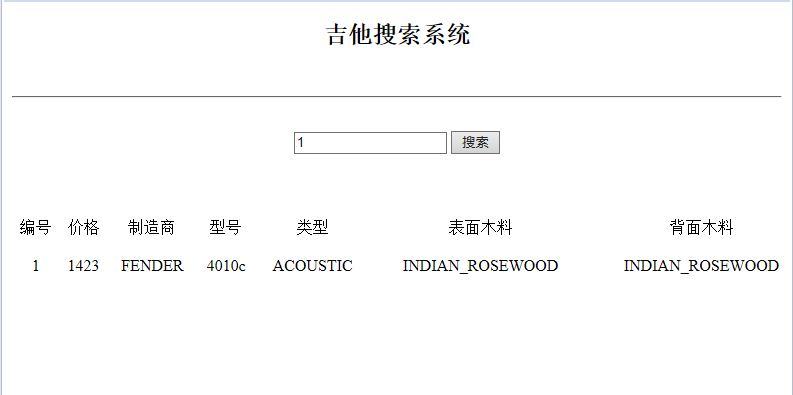 吉他搜索系统
1 搜索
编号 价格 制造商 型号 类型 表面木料 背面木料
1 1423 FENDER 4010c ACOUSTIC INDIAN_ROSEWOOD INDIAN_ROSEWOOD